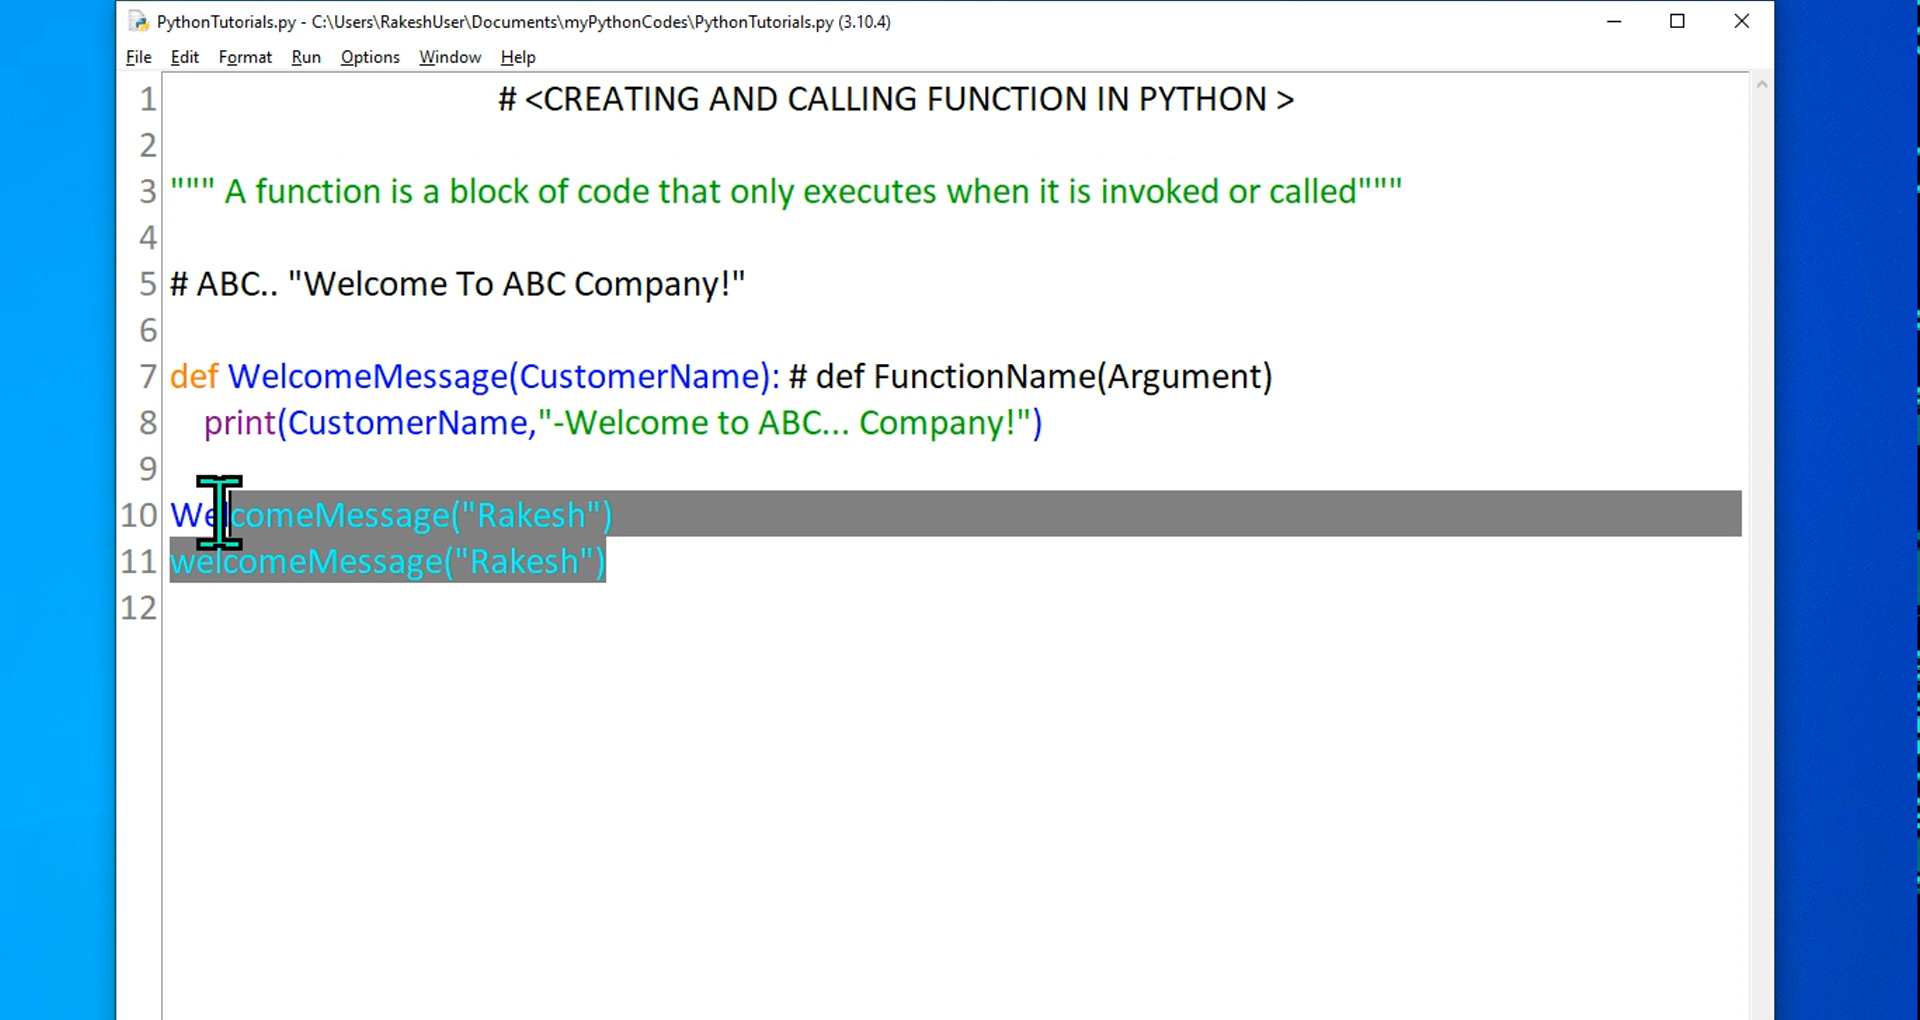 PythonTutorials.py - C:\Users\RakeshUser\Documents\myPythonCodes\PythonTutorials.py (3.10.4)
File Edit Format Run Options Window Help
1 # <CREATING AND CALLING FUNCTION IN PYTHON >
2
3 """ A function is a block of code that only executes when it is invoked or called"""
4
5 # ABC.. "Welcome To ABC Company!"
6
7 def WelcomeMessage(CustomerName): # def FunctionName(Argument)
8 print(CustomerName,"-Welcome to ABC... Company!")
9
10 WelcomeMessage("Rakesh")
11 welcomeMessage("Rakesh")
12